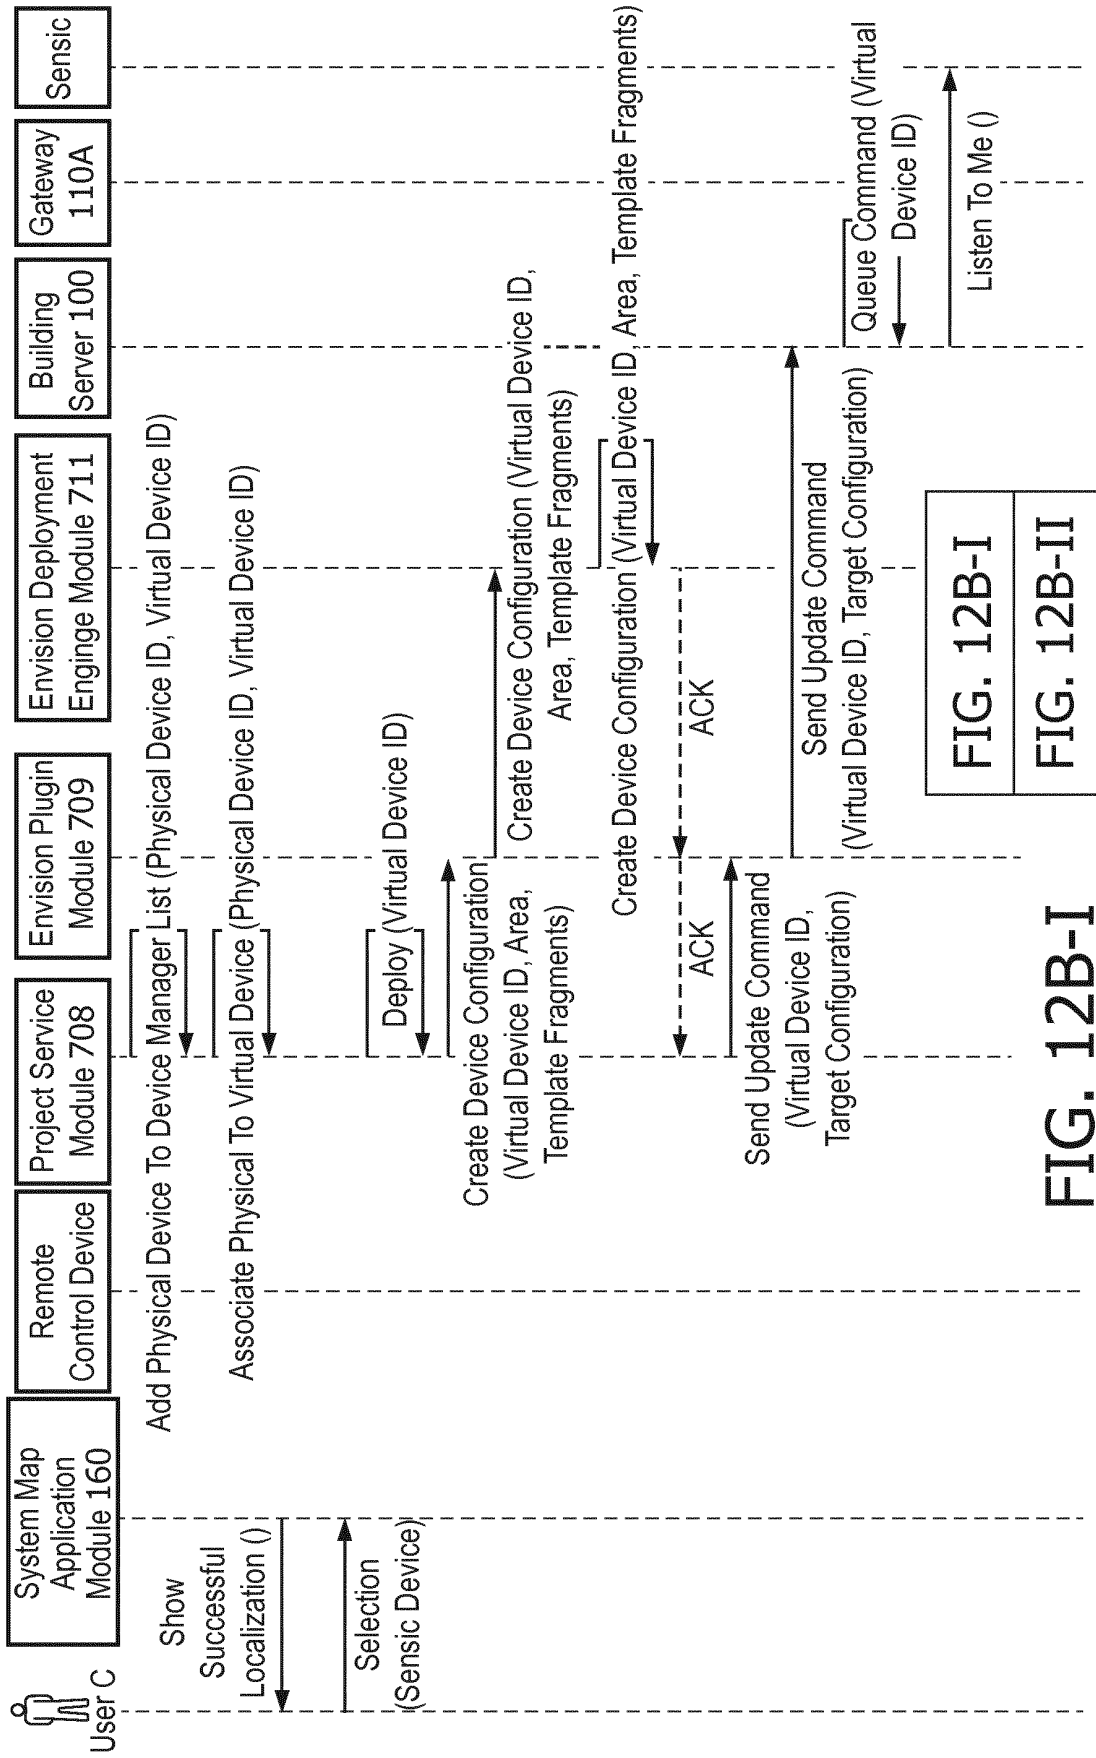 User C
System Map
Application
Module 160
Remote
Control Device
Project Service
Module 708
Envision Plugin
Module 709
Envision Deployment
Enginge Module 711
Building
Server 100
Gateway
110A
Sensic
Add Physical Device To Device Manager List (Physical Device ID, Virtual Device ID)
Show
Successful
Localization ()
Associate Physical To Virtual Device (Physical Device ID, Virtual Device ID)
Selection
(Sensic Device)
Deploy (Virtual Device ID)
Create Device Configuration
(Virtual Device ID, Area,
Template Fragments)
Create Device Configuration (Virtual Device ID,
Area, Template Fragments)
Create Device Configuration (Virtual Device ID, Area, Template Fragments)
ACK
ACK
Send Update Command
(Virtual Device ID,
Target Configuration)
Send Update Command
(Virtual Device ID, Target Configuration)
Queue Command (Virtual
Device ID)
Listen To Me ()
FIG. 12B-I
FIG. 12B-II
FIG. 12B-I